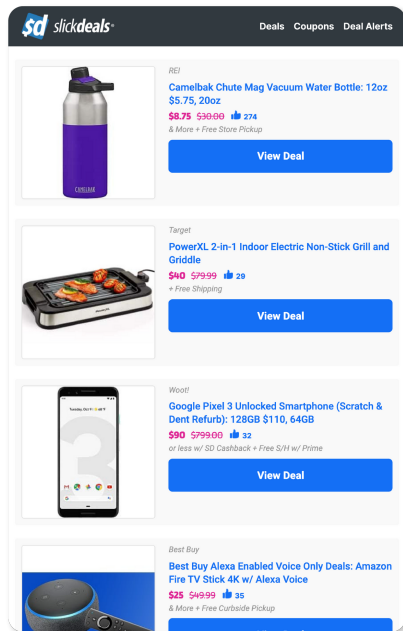 sd slickdeals
Deals Coupons Deal Alerts
REI
Camelbak Chute Mag Vacuum Water Bottle: 12oz
$5.75, 20oz
$8.75 $30.00 274
& More + Free Store Pickup
View Deal
CAMELBAK
Target
PowerXL 2-in-1 Indoor Electric Non-Stick Grill and
Griddle
$40 $79.99 29
+ Free Shipping
View Deal
Woot!
Google Pixel 3 Unlocked Smartphone (Scratch &
Dent Refurb): 128GB $110, 64GB
$90 $799.00 32
or less w/ SD Cashback + Free S/H w/ Prime
View Deal
Best Buy
Best Buy Alexa Enabled Voice Only Deals: Amazon
Fire TV Stick 4K w/ Alexa Voice
$25 $49.99 35
& More + Free Curbside Pickup